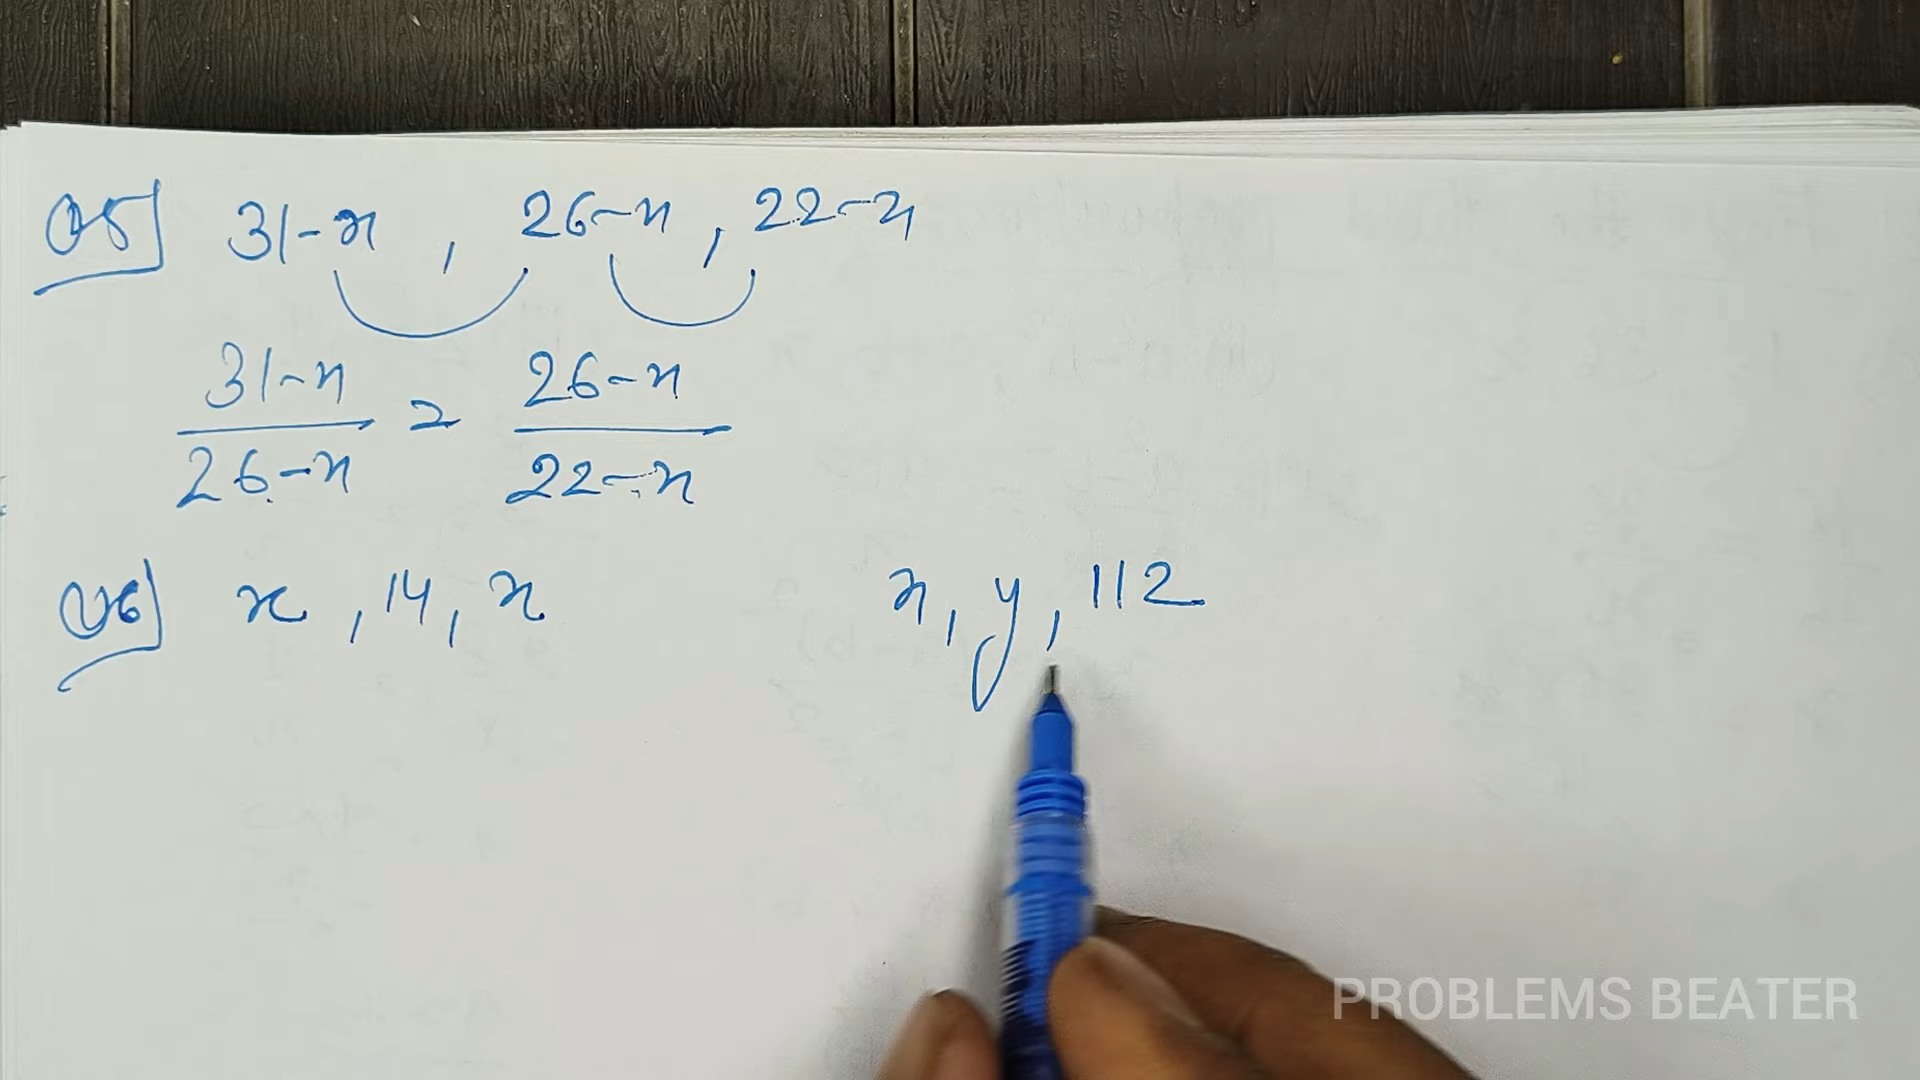 Q5] 31-x, 26-x, 22-x
31-x / 26-x = 26-x / 22-x
Q6] x, 14, x x, y, 112
PROBLEMS BEATER